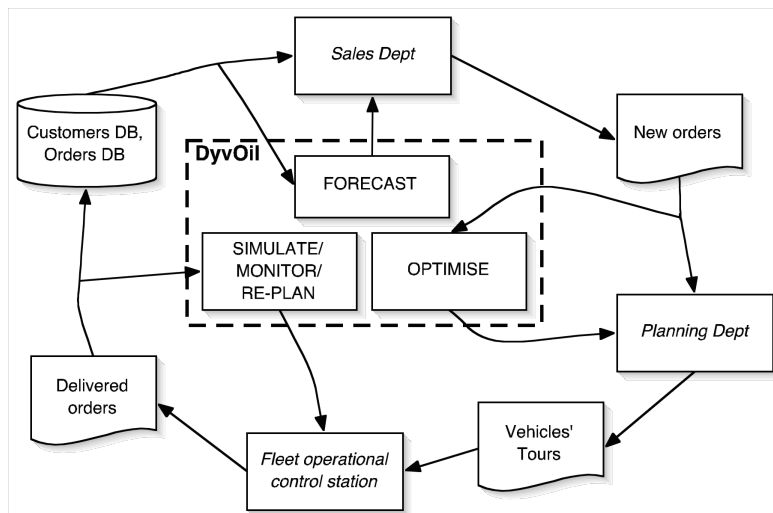 Sales Dept
Customers DB,
Orders DB
New orders
DyvOil
FORECAST
SIMULATE/
MONITOR/
RE-PLAN
OPTIMISE
Planning Dept
Delivered
orders
Vehicles'
Tours
Fleet operational
control station